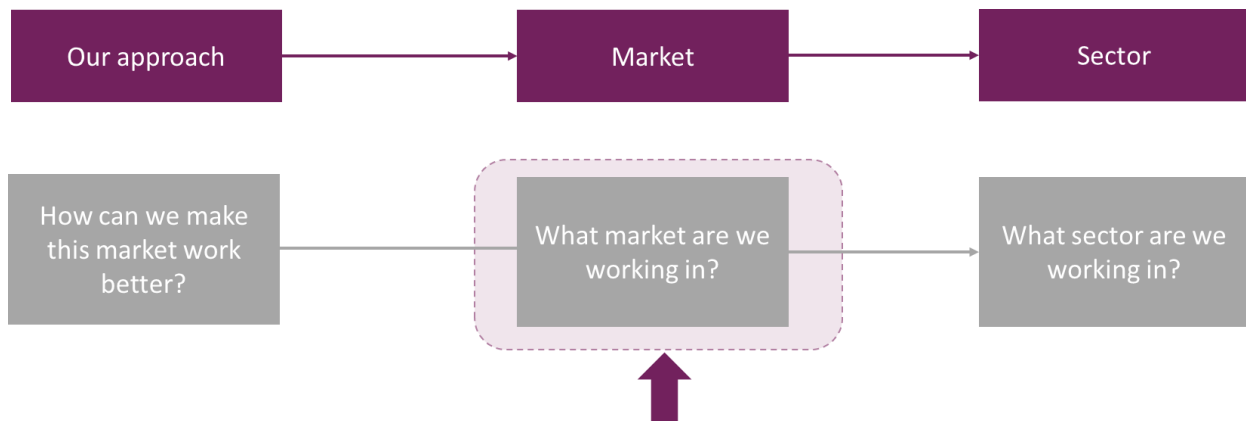 Our approach
Market
Sector
How can we make
this market work
better?
What market are we
working in?
What sector are we
working in?